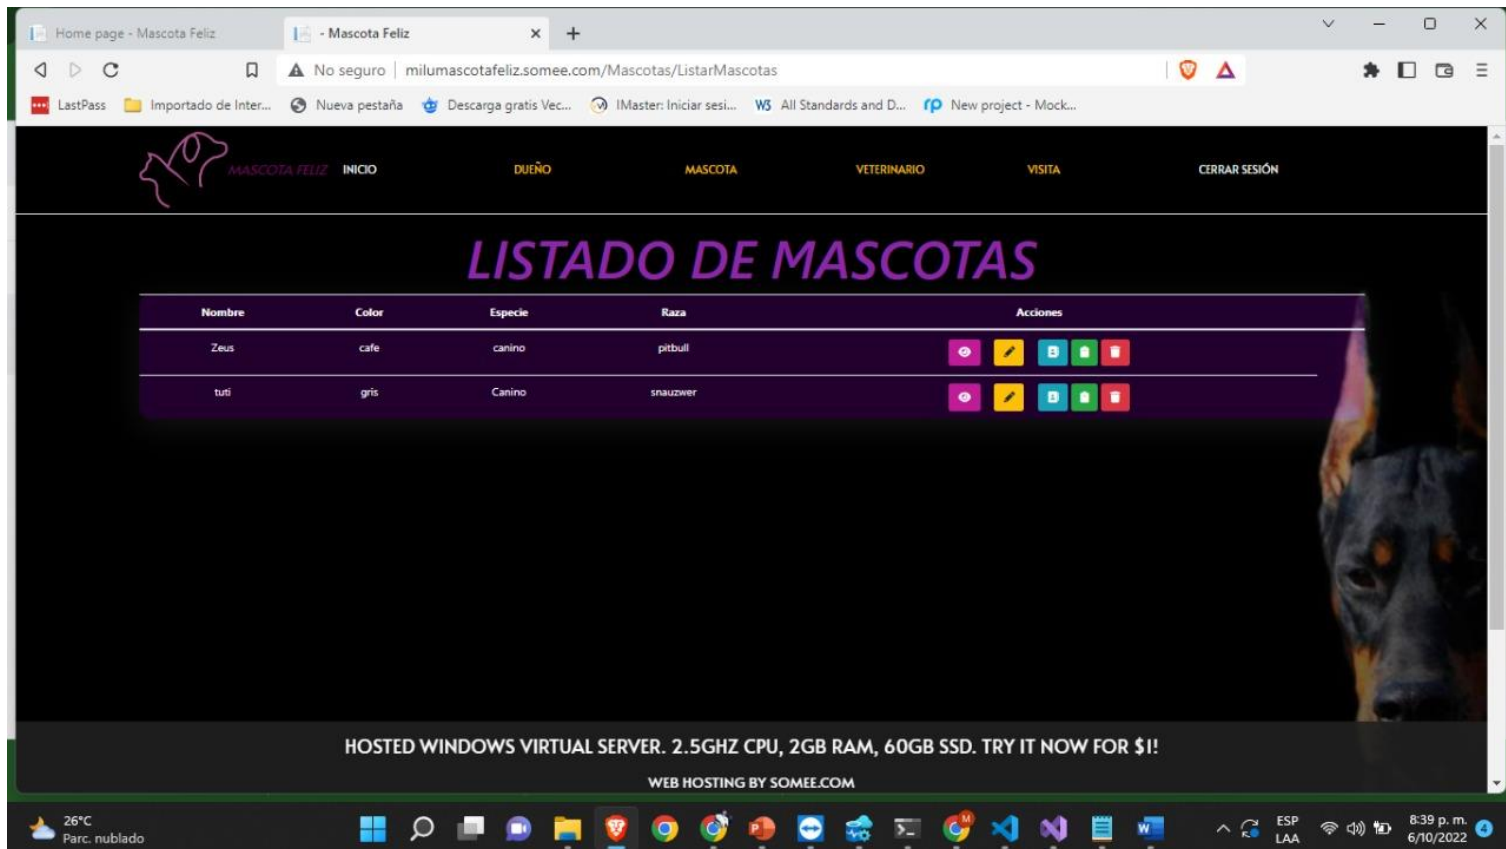 Home page - Mascota Feliz
- Mascota Feliz
No seguro | milumascotafeliz.somee.com/Mascotas/ListarMascotas
LastPass Importado de Inter... Nueva pestaña Descarga gratis Vec... IMaster: Iniciar sesi... W3 All Standards and D... rp New project - Mock...
MASCOTA FELIZ INICIO DUEÑO MASCOTA VETERINARIO VISITA CERRAR SESIÓN
LISTADO DE MASCOTAS
Nombre Color Especie Raza Acciones
Zeus cafe canino pitbull
tuti gris Canino snauzwer
HOSTED WINDOWS VIRTUAL SERVER. 2.5GHZ CPU, 2GB RAM, 60GB SSD. TRY IT NOW FOR $1!
WEB HOSTING BY SOMEE.COM
26°C
Parc. nublado
ESP
LAA
8:39 p. m.
6/10/2022
4